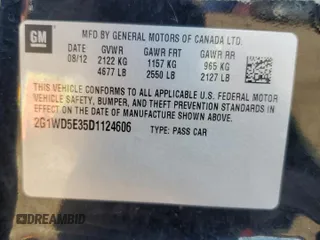 GM
MFD BY GENERAL MOTORS OF CANADA LTD.
DATE GVWR GAWR FRT GAWR RR
08/12 2122 KG 1157 KG 965 KG
4677 LB 2550 LB 2127 LB
THIS VEHICLE CONFORMS TO ALL APPLICABLE U.S. FEDERAL MOTOR
VEHICLE SAFETY, BUMPER, AND THEFT PREVENTION STANDARDS IN
EFFECT ON THE DATE OF MANUFACTURE SHOWN ABOVE.
2G1WD5E35D1124606 TYPE: PASS CAR
DREAMBID